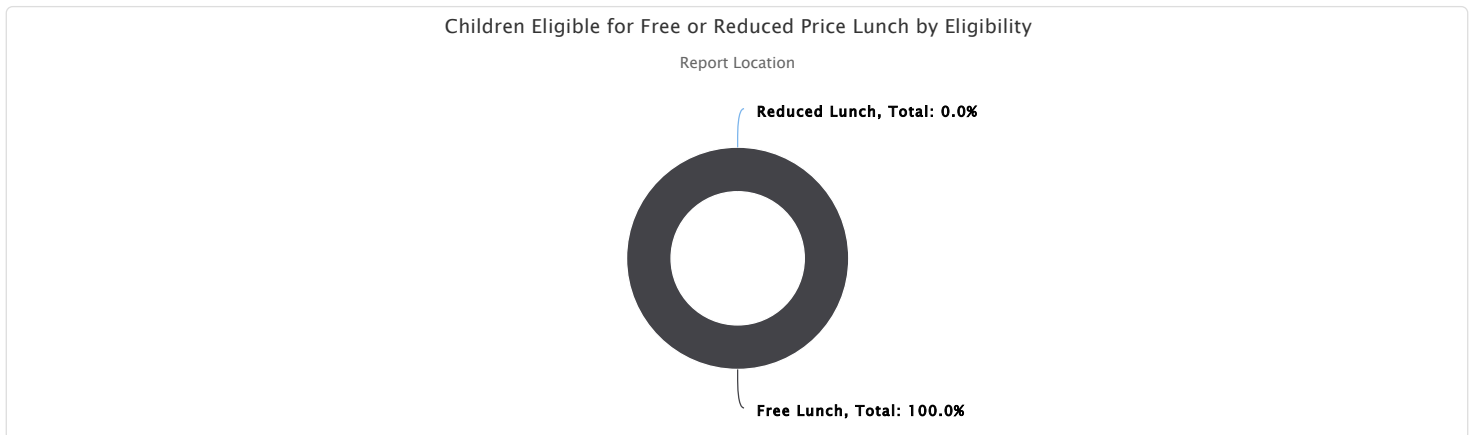 Children Eligible for Free or Reduced Price Lunch by Eligibility
Report Location
Reduced Lunch, Total: 0.0%
Free Lunch, Total: 100.0%